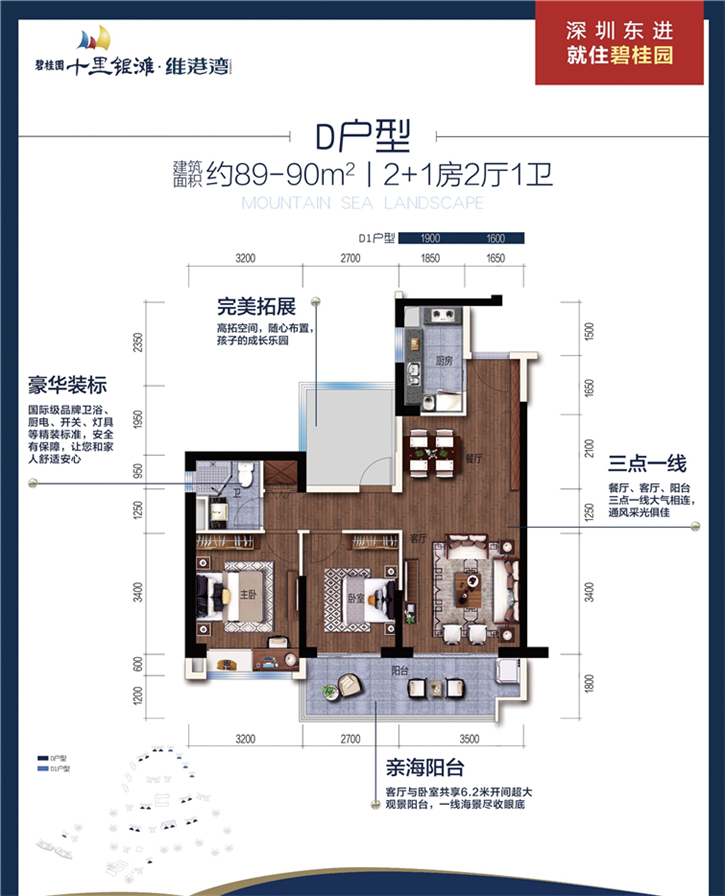 碧桂园 十里银滩·维港湾
深圳东进
就住碧桂园
D户型
建筑面积 约89-90m²丨2+1房2厅1卫
MOUNTAIN SEA LANDSCAPE
D1户型 1900 1600
3200 2700 1850 1650
完美拓展
高拓空间，随心布置，
孩子的成长乐园
豪华装标
国际级品牌卫浴、
厨电、开关、灯具
等精装标准，安全
有保障，让您和家
人舒适安心
三点一线
餐厅、客厅、阳台
三点一线大气相连，
通风采光俱佳
2350
1950
950
1250
3400
600
1200
1500
1650
2100
1250
3400
1800
厨房
餐厅
卫
客厅
主卧
卧室
阳台
3200 2700 3500
亲海阳台
客厅与卧室共享6.2米开间超大
观景阳台，一线海景尽收眼底
D户型
D1户型